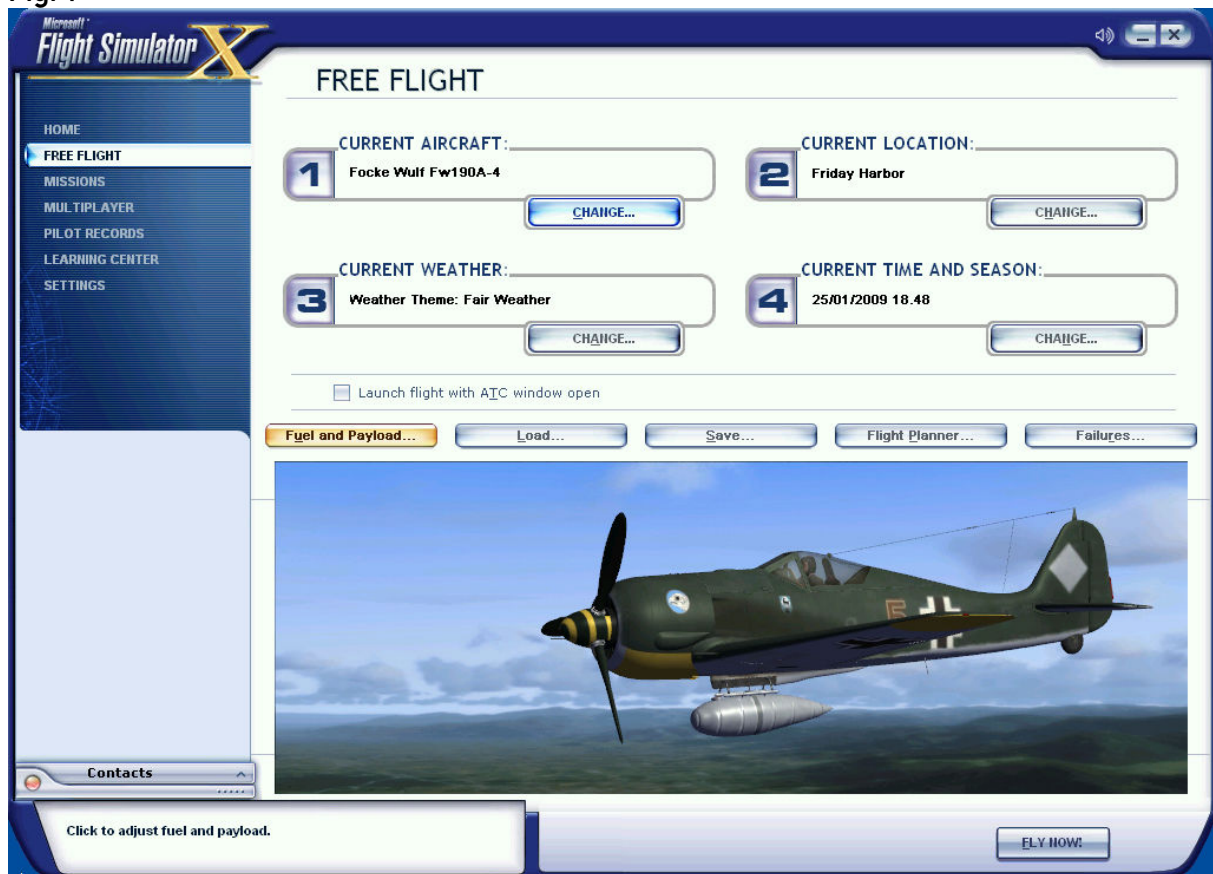 Microsoft
Flight Simulator X
FREE FLIGHT
HOME
FREE FLIGHT
MISSIONS
MULTIPLAYER
PILOT RECORDS
LEARNING CENTER
SETTINGS
CURRENT AIRCRAFT:
1 Focke Wulf Fw190A-4
CHANGE...
CURRENT LOCATION:
2 Friday Harbor
CHANGE...
CURRENT WEATHER:
3 Weather Theme: Fair Weather
CHANGE...
CURRENT TIME AND SEASON:
4 25/01/2009 18.48
CHANGE...
Launch flight with ATC window open
Fuel and Payload... Load... Save... Flight Planner... Failures...
Contacts
Click to adjust fuel and payload.
FLY NOW!